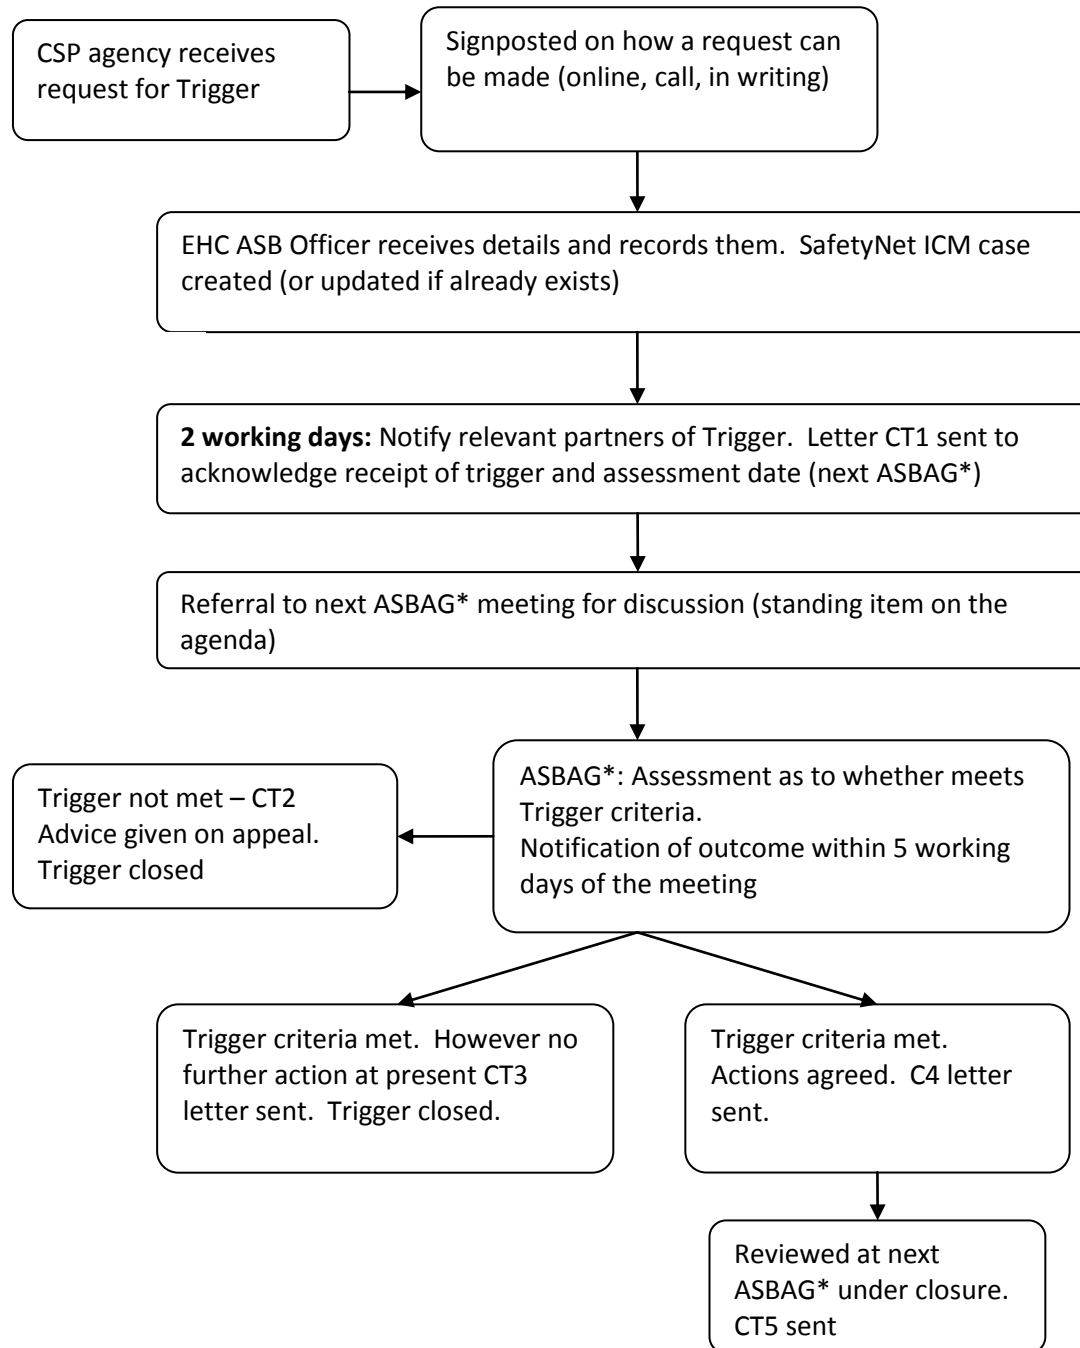 CSP agency receives
request for Trigger
Signposted on how a request can
be made (online, call, in writing)
EHC ASB Officer receives details and records them.  SafetyNet ICM case
created (or updated if already exists)
2 working days: Notify relevant partners of Trigger.  Letter CT1 sent to
acknowledge receipt of trigger and assessment date (next ASBAG*)
Referral to next ASBAG* meeting for discussion (standing item on the
agenda)
ASBAG*: Assessment as to whether meets
Trigger criteria.
Notification of outcome within 5 working
days of the meeting
Trigger not met – CT2
Advice given on appeal.
Trigger closed
Trigger criteria met.  However no
further action at present CT3
letter sent.  Trigger closed.
Trigger criteria met.
Actions agreed.  C4 letter
sent.
Reviewed at next
ASBAG* under closure.
CT5 sent